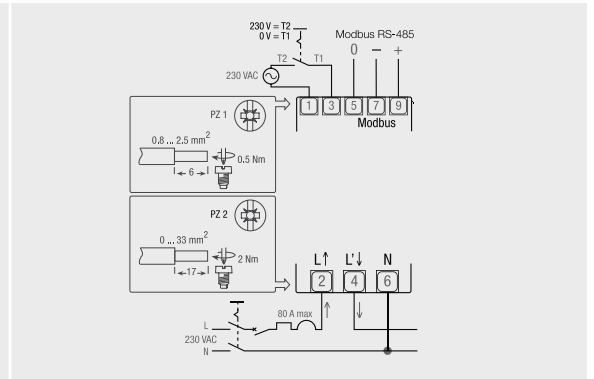 230 V = T2
0 V = T1
Modbus RS-485
0 − +
T2 T1
230 VAC
1 3 5 7 9
Modbus
PZ 1
0.8 ... 2.5 mm²
0.5 Nm
6
PZ 2
0 ... 33 mm²
2 Nm
17
L↑ L'↓ N
2 4 6
80 A max
L
230 VAC
N